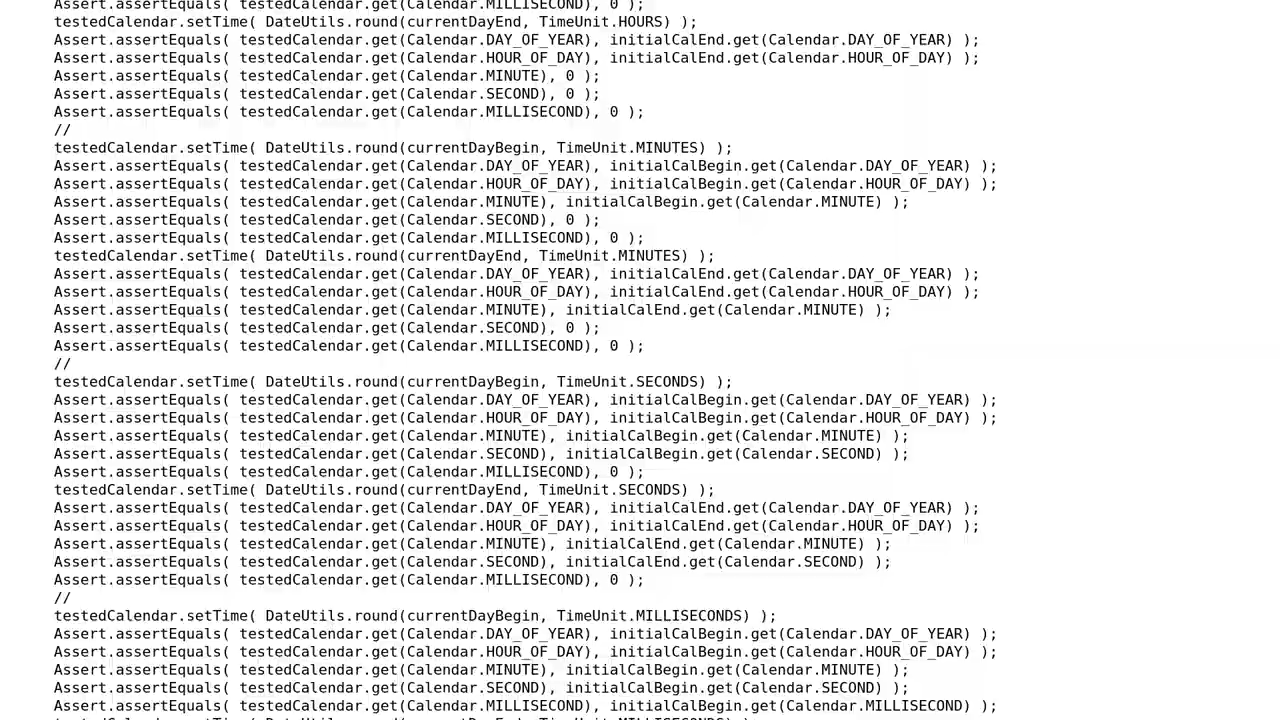 Assert.assertEquals( testedCalendar.get(Calendar.MILLISECOND), 0 );
testedCalendar.setTime( DateUtils.round(currentDayEnd, TimeUnit.HOURS) );
Assert.assertEquals( testedCalendar.get(Calendar.DAY_OF_YEAR), initialCalEnd.get(Calendar.DAY_OF_YEAR) );
Assert.assertEquals( testedCalendar.get(Calendar.HOUR_OF_DAY), initialCalEnd.get(Calendar.HOUR_OF_DAY) );
Assert.assertEquals( testedCalendar.get(Calendar.MINUTE), 0 );
Assert.assertEquals( testedCalendar.get(Calendar.SECOND), 0 );
Assert.assertEquals( testedCalendar.get(Calendar.MILLISECOND), 0 );
//
testedCalendar.setTime( DateUtils.round(currentDayBegin, TimeUnit.MINUTES) );
Assert.assertEquals( testedCalendar.get(Calendar.DAY_OF_YEAR), initialCalBegin.get(Calendar.DAY_OF_YEAR) );
Assert.assertEquals( testedCalendar.get(Calendar.HOUR_OF_DAY), initialCalBegin.get(Calendar.HOUR_OF_DAY) );
Assert.assertEquals( testedCalendar.get(Calendar.MINUTE), initialCalBegin.get(Calendar.MINUTE) );
Assert.assertEquals( testedCalendar.get(Calendar.SECOND), 0 );
Assert.assertEquals( testedCalendar.get(Calendar.MILLISECOND), 0 );
testedCalendar.setTime( DateUtils.round(currentDayEnd, TimeUnit.MINUTES) );
Assert.assertEquals( testedCalendar.get(Calendar.DAY_OF_YEAR), initialCalEnd.get(Calendar.DAY_OF_YEAR) );
Assert.assertEquals( testedCalendar.get(Calendar.HOUR_OF_DAY), initialCalEnd.get(Calendar.HOUR_OF_DAY) );
Assert.assertEquals( testedCalendar.get(Calendar.MINUTE), initialCalEnd.get(Calendar.MINUTE) );
Assert.assertEquals( testedCalendar.get(Calendar.SECOND), 0 );
Assert.assertEquals( testedCalendar.get(Calendar.MILLISECOND), 0 );
//
testedCalendar.setTime( DateUtils.round(currentDayBegin, TimeUnit.SECONDS) );
Assert.assertEquals( testedCalendar.get(Calendar.DAY_OF_YEAR), initialCalBegin.get(Calendar.DAY_OF_YEAR) );
Assert.assertEquals( testedCalendar.get(Calendar.HOUR_OF_DAY), initialCalBegin.get(Calendar.HOUR_OF_DAY) );
Assert.assertEquals( testedCalendar.get(Calendar.MINUTE), initialCalBegin.get(Calendar.MINUTE) );
Assert.assertEquals( testedCalendar.get(Calendar.SECOND), initialCalBegin.get(Calendar.SECOND) );
Assert.assertEquals( testedCalendar.get(Calendar.MILLISECOND), 0 );
testedCalendar.setTime( DateUtils.round(currentDayEnd, TimeUnit.SECONDS) );
Assert.assertEquals( testedCalendar.get(Calendar.DAY_OF_YEAR), initialCalEnd.get(Calendar.DAY_OF_YEAR) );
Assert.assertEquals( testedCalendar.get(Calendar.HOUR_OF_DAY), initialCalEnd.get(Calendar.HOUR_OF_DAY) );
Assert.assertEquals( testedCalendar.get(Calendar.MINUTE), initialCalEnd.get(Calendar.MINUTE) );
Assert.assertEquals( testedCalendar.get(Calendar.SECOND), initialCalEnd.get(Calendar.SECOND) );
Assert.assertEquals( testedCalendar.get(Calendar.MILLISECOND), 0 );
//
testedCalendar.setTime( DateUtils.round(currentDayBegin, TimeUnit.MILLISECONDS) );
Assert.assertEquals( testedCalendar.get(Calendar.DAY_OF_YEAR), initialCalBegin.get(Calendar.DAY_OF_YEAR) );
Assert.assertEquals( testedCalendar.get(Calendar.HOUR_OF_DAY), initialCalBegin.get(Calendar.HOUR_OF_DAY) );
Assert.assertEquals( testedCalendar.get(Calendar.MINUTE), initialCalBegin.get(Calendar.MINUTE) );
Assert.assertEquals( testedCalendar.get(Calendar.SECOND), initialCalBegin.get(Calendar.SECOND) );
Assert.assertEquals( testedCalendar.get(Calendar.MILLISECOND), initialCalBegin.get(Calendar.MILLISECOND) );
testedCalendar.setTime( DateUtils.round(currentDayEnd, TimeUnit.MILLISECONDS) );